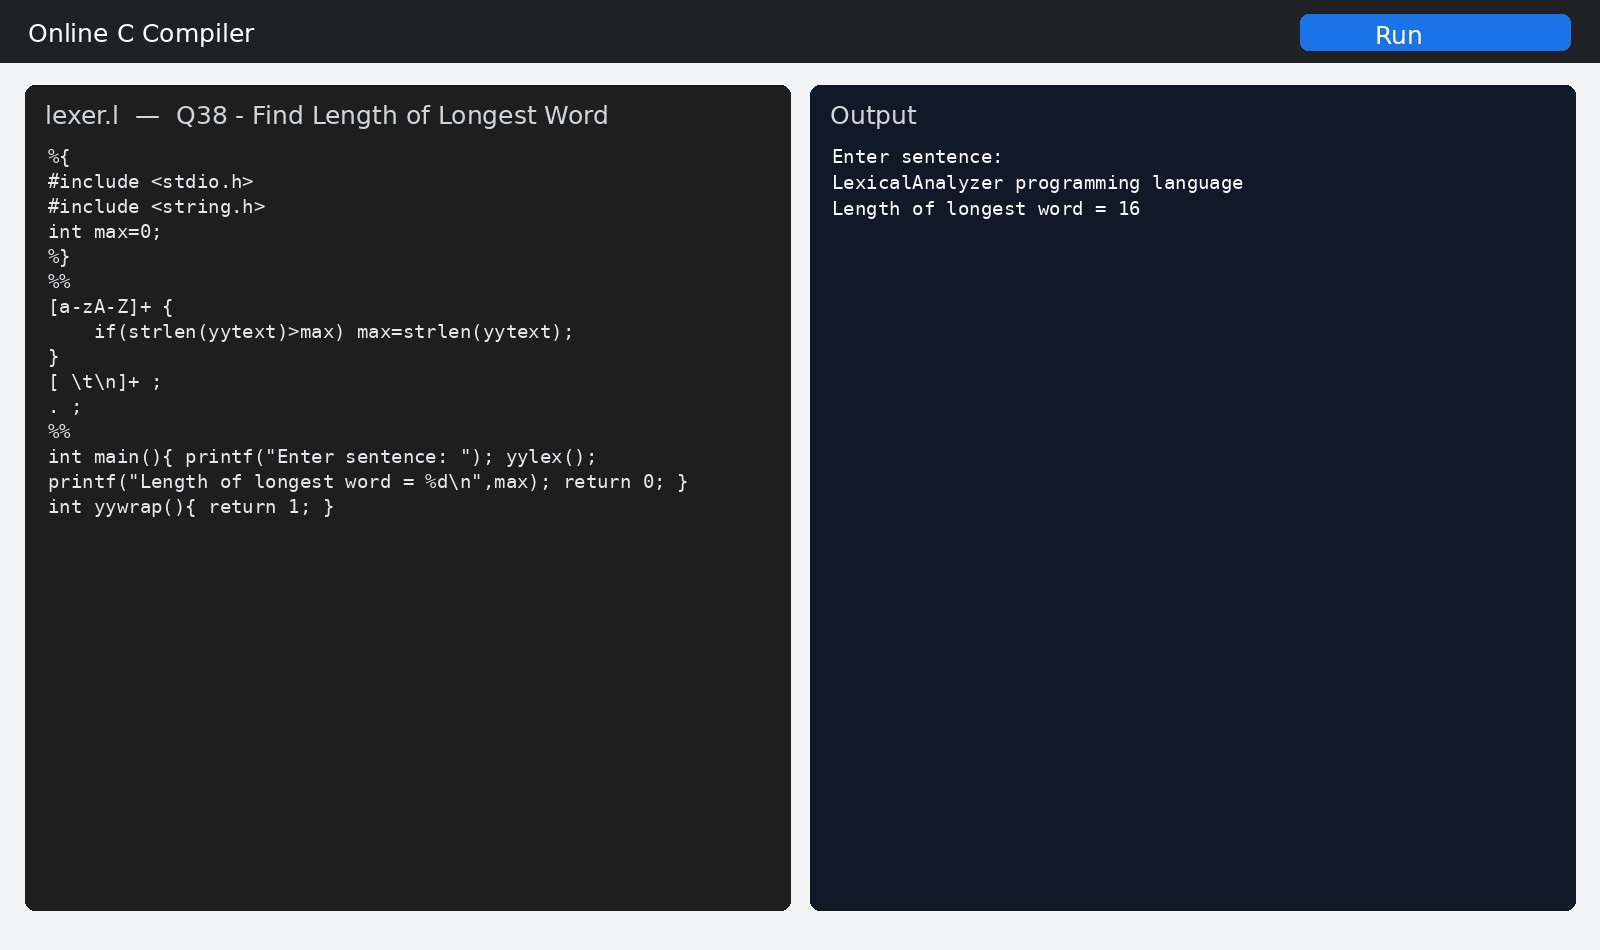 Online C Compiler
Run
lexer.l — Q38 - Find Length of Longest Word
%{
#include <stdio.h>
#include <string.h>
int max=0;
%}
%%
[a-zA-Z]+ {
    if(strlen(yytext)>max) max=strlen(yytext);
}
[ \t\n]+ ;
. ;
%%
int main(){ printf("Enter sentence: "); yylex();
printf("Length of longest word = %d\n",max); return 0; }
int yywrap(){ return 1; }
Output
Enter sentence:
LexicalAnalyzer programming language
Length of longest word = 16